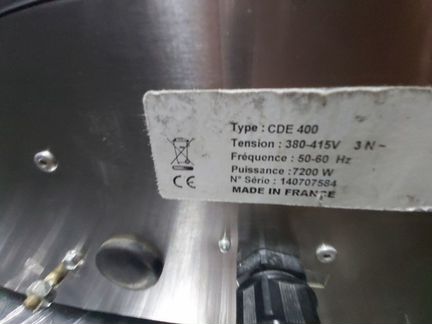 Type : CDE 400
Tension : 380-415V 3 N ~
Fréquence : 50-60 Hz
Puissance : 7200 W
N° Série : 140707584
MADE IN FRANCE
CE